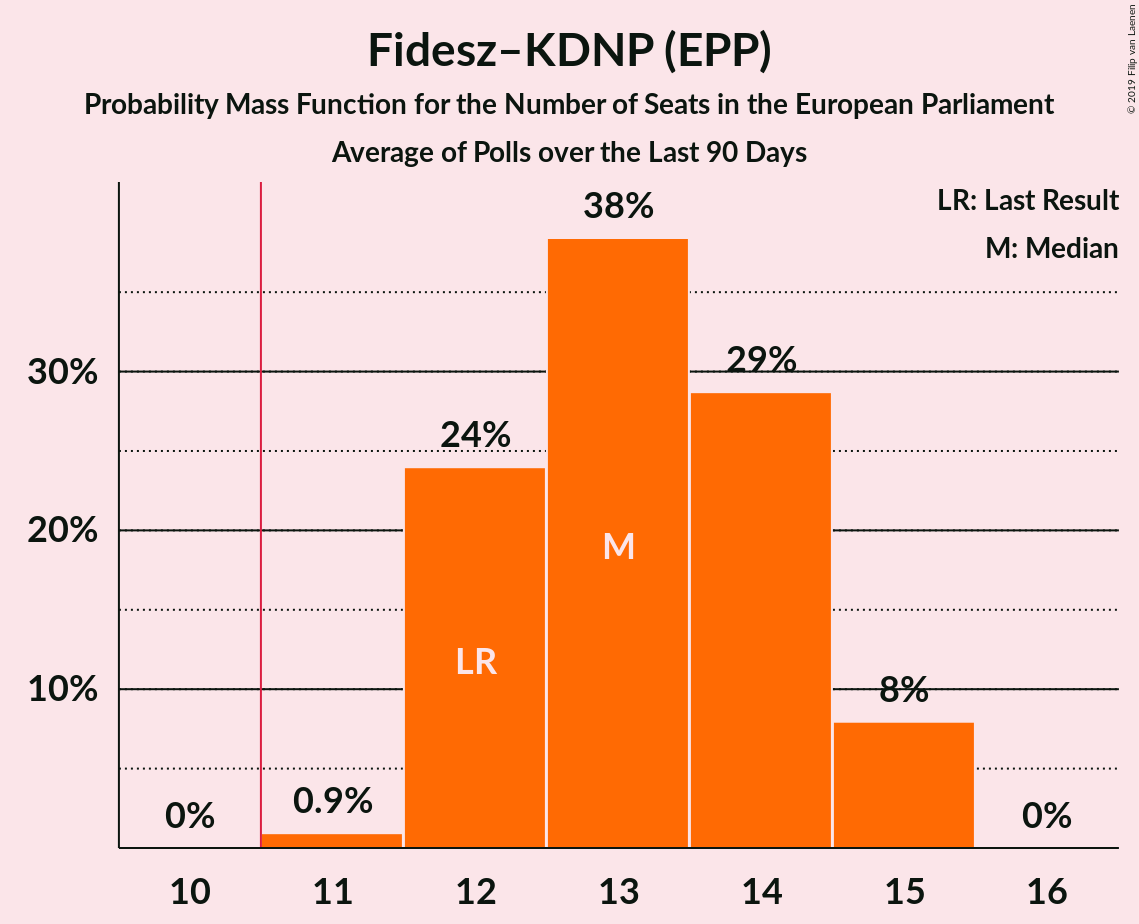 Fidesz–KDNP (EPP)
Probability Mass Function for the Number of Seats in the European Parliament
Average of Polls over the Last 90 Days
© 2019 Filip van Laenen
LR: Last Result
M: Median
38%
29%
30%
24%
20%
M
LR
10%
8%
0.9%
0%
0%
10 11 12 13 14 15 16